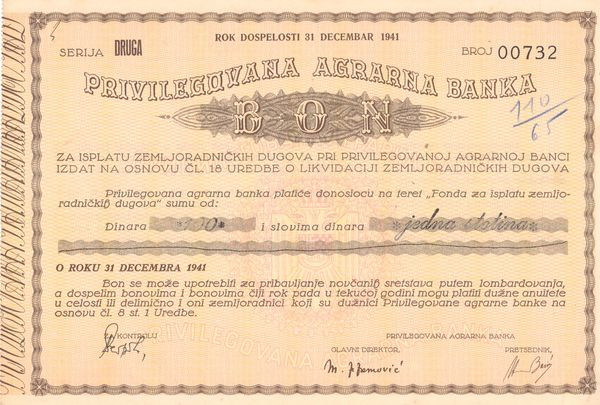 ROK DOSPELOSTI 31 DECEMBAR 1941
SERIJA DRUGA
BROJ 00732
PRIVILEGOVANA AGRARNA BANKA
BON
110
65
ZA ISPLATU ZEMLJORADNIČKIH DUGOVA PRI PRIVILEGOVANOJ AGRARNOJ BANCI
IZDAT NA OSNOVU ČL. 18 UREDBE O LIKVIDACIJI ZEMLJORADNIČKIH DUGOVA
Privilegovana agrarna banka platiće donosiocu na teret „Fonda za isplatu zemljo-
radničkih dugova" sumu od:
Dinara *100* i slovima dinara *jedna stotina*
O ROKU 31 DECEMBRA 1941
Bon se može upotrebiti za pribavljanje novčanih sretstava putem lombardovanja,
a dospelim bonovima i bonovima čiji rok pada u tekućoj godini mogu platiti dužne anuitete
u celosti ili delimično i oni zemljoradnici koji su dužnici Privilegovane agrarne banke na
osnovu čl. 8 st. 1 Uredbe.
KONTROLU
PRIVILEGOVANA AGRARNA BANKA
GLAVNI DIREKTOR,
PRETSEDNIK,
PRIVILEGOVANA AGRARNA BANKA